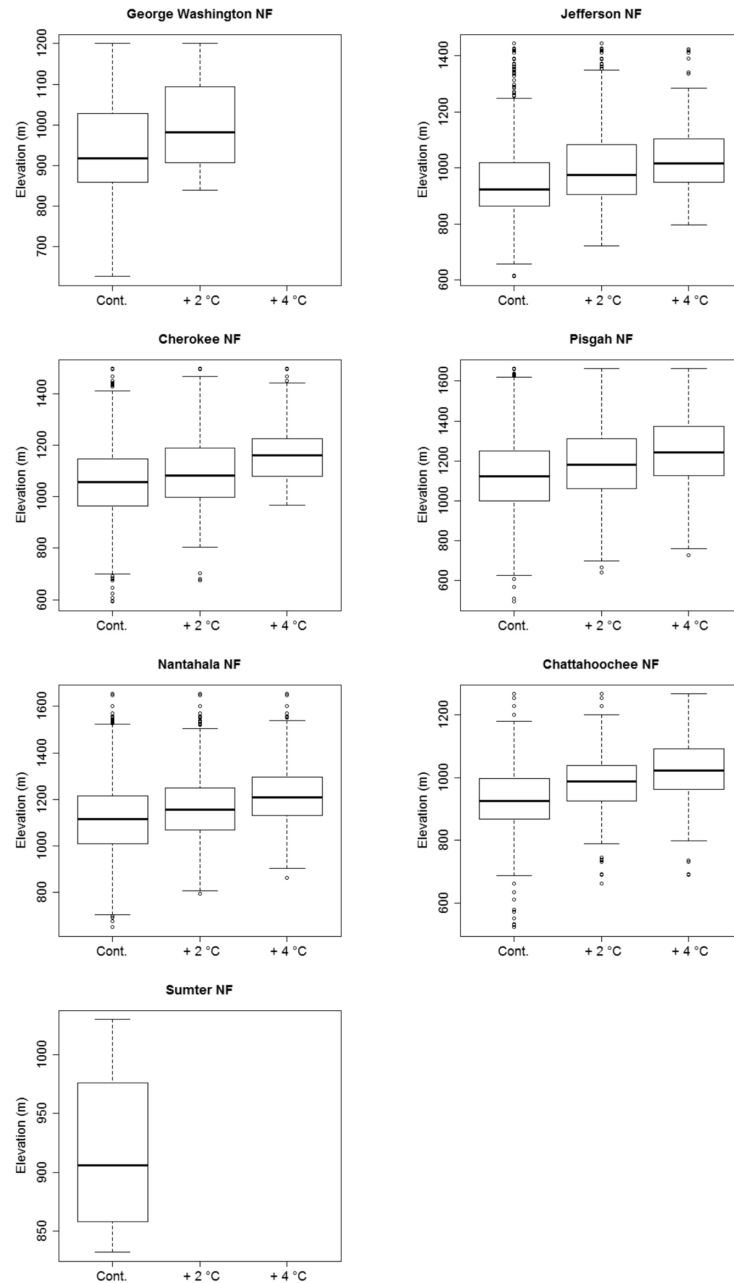 George Washington NF
Elevation (m)
1200
1100
1000
900
800
700
Cont.
+ 2 °C
+ 4 °C
Jefferson NF
Elevation (m)
1400
1200
1000
800
600
Cont.
+ 2 °C
+ 4 °C
Cherokee NF
Elevation (m)
1400
1200
1000
800
600
Cont.
+ 2 °C
+ 4 °C
Pisgah NF
Elevation (m)
1600
1400
1200
1000
800
600
Cont.
+ 2 °C
+ 4 °C
Nantahala NF
Elevation (m)
1600
1400
1200
1000
800
Cont.
+ 2 °C
+ 4 °C
Chattahoochee NF
Elevation (m)
1200
1000
800
600
Cont.
+ 2 °C
+ 4 °C
Sumter NF
Elevation (m)
1000
950
900
850
Cont.
+ 2 °C
+ 4 °C